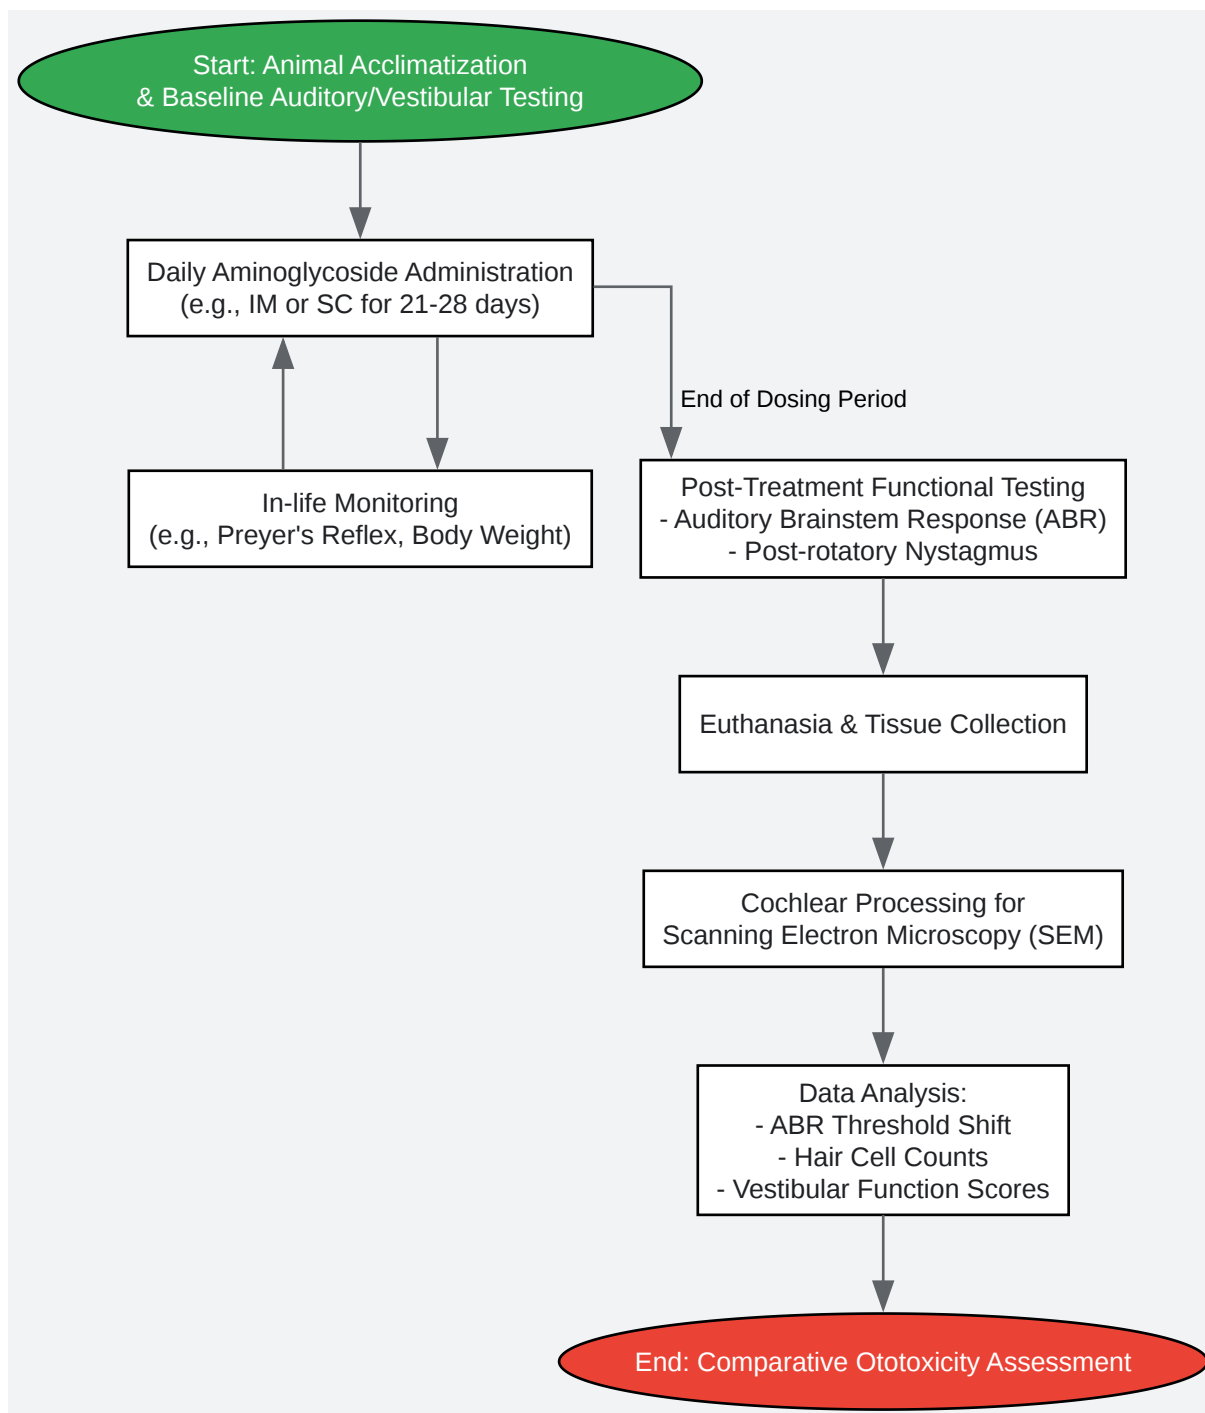 Start: Animal Acclimatization
& Baseline Auditory/Vestibular Testing
Daily Aminoglycoside Administration
(e.g., IM or SC for 21-28 days)
End of Dosing Period
In-life Monitoring
(e.g., Preyer's Reflex, Body Weight)
Post-Treatment Functional Testing
- Auditory Brainstem Response (ABR)
- Post-rotatory Nystagmus
Euthanasia & Tissue Collection
Cochlear Processing for
Scanning Electron Microscopy (SEM)
Data Analysis:
- ABR Threshold Shift
- Hair Cell Counts
- Vestibular Function Scores
End: Comparative Ototoxicity Assessment